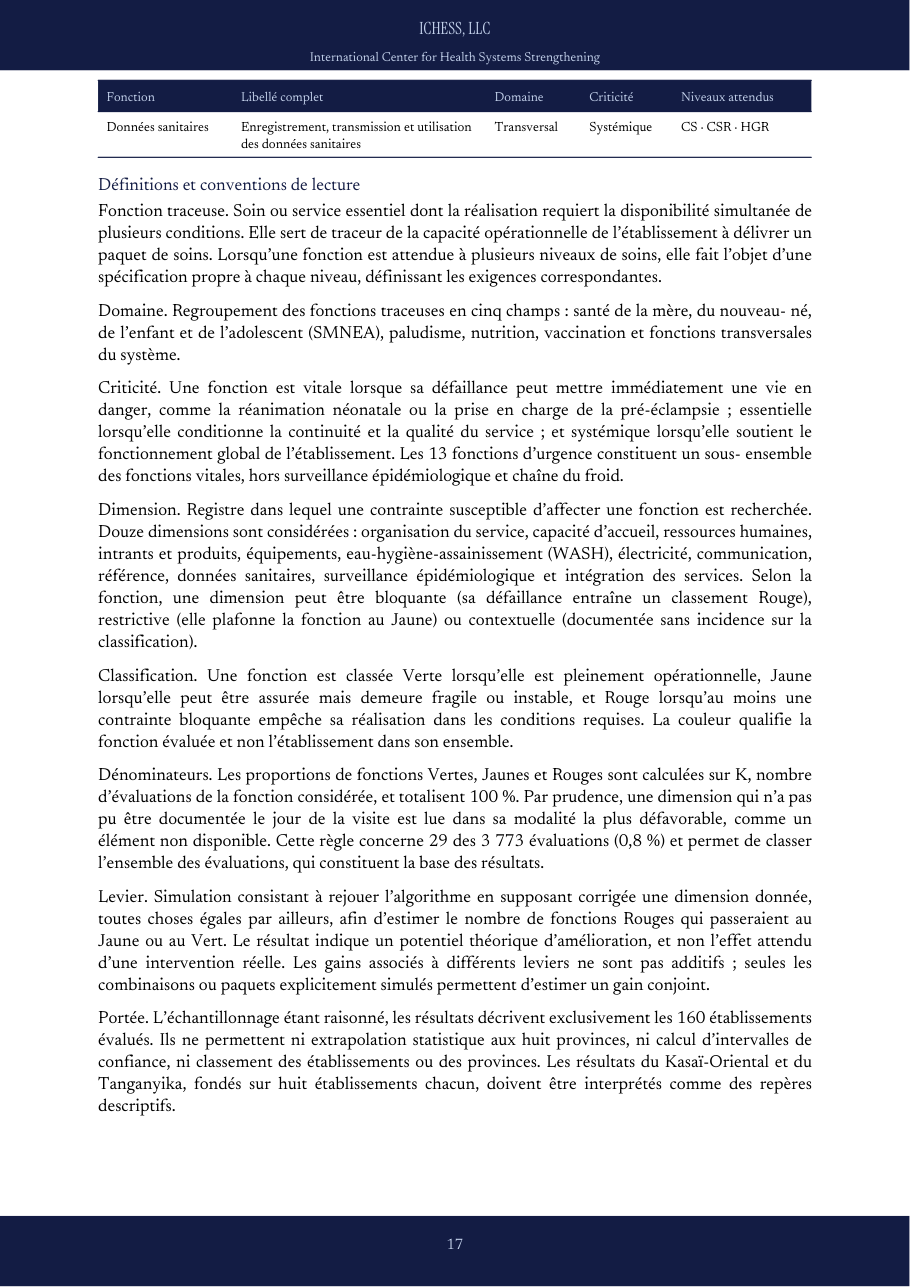 ICHESS, LLC
International Center for Health Systems Strengthening
Fonction Libellé complet Domaine Criticité Niveaux attendus
Données sanitaires Enregistrement, transmission et utilisation Transversal Systémique CS · CSR · HGR
des données sanitaires
Définitions et conventions de lecture
Fonction traceuse. Soin ou service essentiel dont la réalisation requiert la disponibilité simultanée de
plusieurs conditions. Elle sert de traceur de la capacité opérationnelle de l’établissement à délivrer un
paquet de soins. Lorsqu’une fonction est attendue à plusieurs niveaux de soins, elle fait l’objet d’une
spécification propre à chaque niveau, définissant les exigences correspondantes.
Domaine. Regroupement des fonctions traceuses en cinq champs : santé de la mère, du nouveau- né,
de l’enfant et de l’adolescent (SMNEA), paludisme, nutrition, vaccination et fonctions transversales
du système.
Criticité. Une fonction est vitale lorsque sa défaillance peut mettre immédiatement une vie en
danger, comme la réanimation néonatale ou la prise en charge de la pré-éclampsie ; essentielle
lorsqu’elle conditionne la continuité et la qualité du service ; et systémique lorsqu’elle soutient le
fonctionnement global de l’établissement. Les 13 fonctions d’urgence constituent un sous- ensemble
des fonctions vitales, hors surveillance épidémiologique et chaîne du froid.
Dimension. Registre dans lequel une contrainte susceptible d’affecter une fonction est recherchée.
Douze dimensions sont considérées : organisation du service, capacité d’accueil, ressources humaines,
intrants et produits, équipements, eau-hygiène-assainissement (WASH), électricité, communication,
référence, données sanitaires, surveillance épidémiologique et intégration des services. Selon la
fonction, une dimension peut être bloquante (sa défaillance entraîne un classement Rouge),
restrictive (elle plafonne la fonction au Jaune) ou contextuelle (documentée sans incidence sur la
classification).
Classification. Une fonction est classée Verte lorsqu’elle est pleinement opérationnelle, Jaune
lorsqu’elle peut être assurée mais demeure fragile ou instable, et Rouge lorsqu’au moins une
contrainte bloquante empêche sa réalisation dans les conditions requises. La couleur qualifie la
fonction évaluée et non l’établissement dans son ensemble.
Dénominateurs. Les proportions de fonctions Vertes, Jaunes et Rouges sont calculées sur K, nombre
d’évaluations de la fonction considérée, et totalisent 100 %. Par prudence, une dimension qui n’a pas
pu être documentée le jour de la visite est lue dans sa modalité la plus défavorable, comme un
élément non disponible. Cette règle concerne 29 des 3 773 évaluations (0,8 %) et permet de classer
l’ensemble des évaluations, qui constituent la base des résultats.
Levier. Simulation consistant à rejouer l’algorithme en supposant corrigée une dimension donnée,
toutes choses égales par ailleurs, afin d’estimer le nombre de fonctions Rouges qui passeraient au
Jaune ou au Vert. Le résultat indique un potentiel théorique d’amélioration, et non l’effet attendu
d’une intervention réelle. Les gains associés à différents leviers ne sont pas additifs ; seules les
combinaisons ou paquets explicitement simulés permettent d’estimer un gain conjoint.
Portée. L’échantillonnage étant raisonné, les résultats décrivent exclusivement les 160 établissements
évalués. Ils ne permettent ni extrapolation statistique aux huit provinces, ni calcul d’intervalles de
confiance, ni classement des établissements ou des provinces. Les résultats du Kasaï-Oriental et du
Tanganyika, fondés sur huit établissements chacun, doivent être interprétés comme des repères
descriptifs.
17